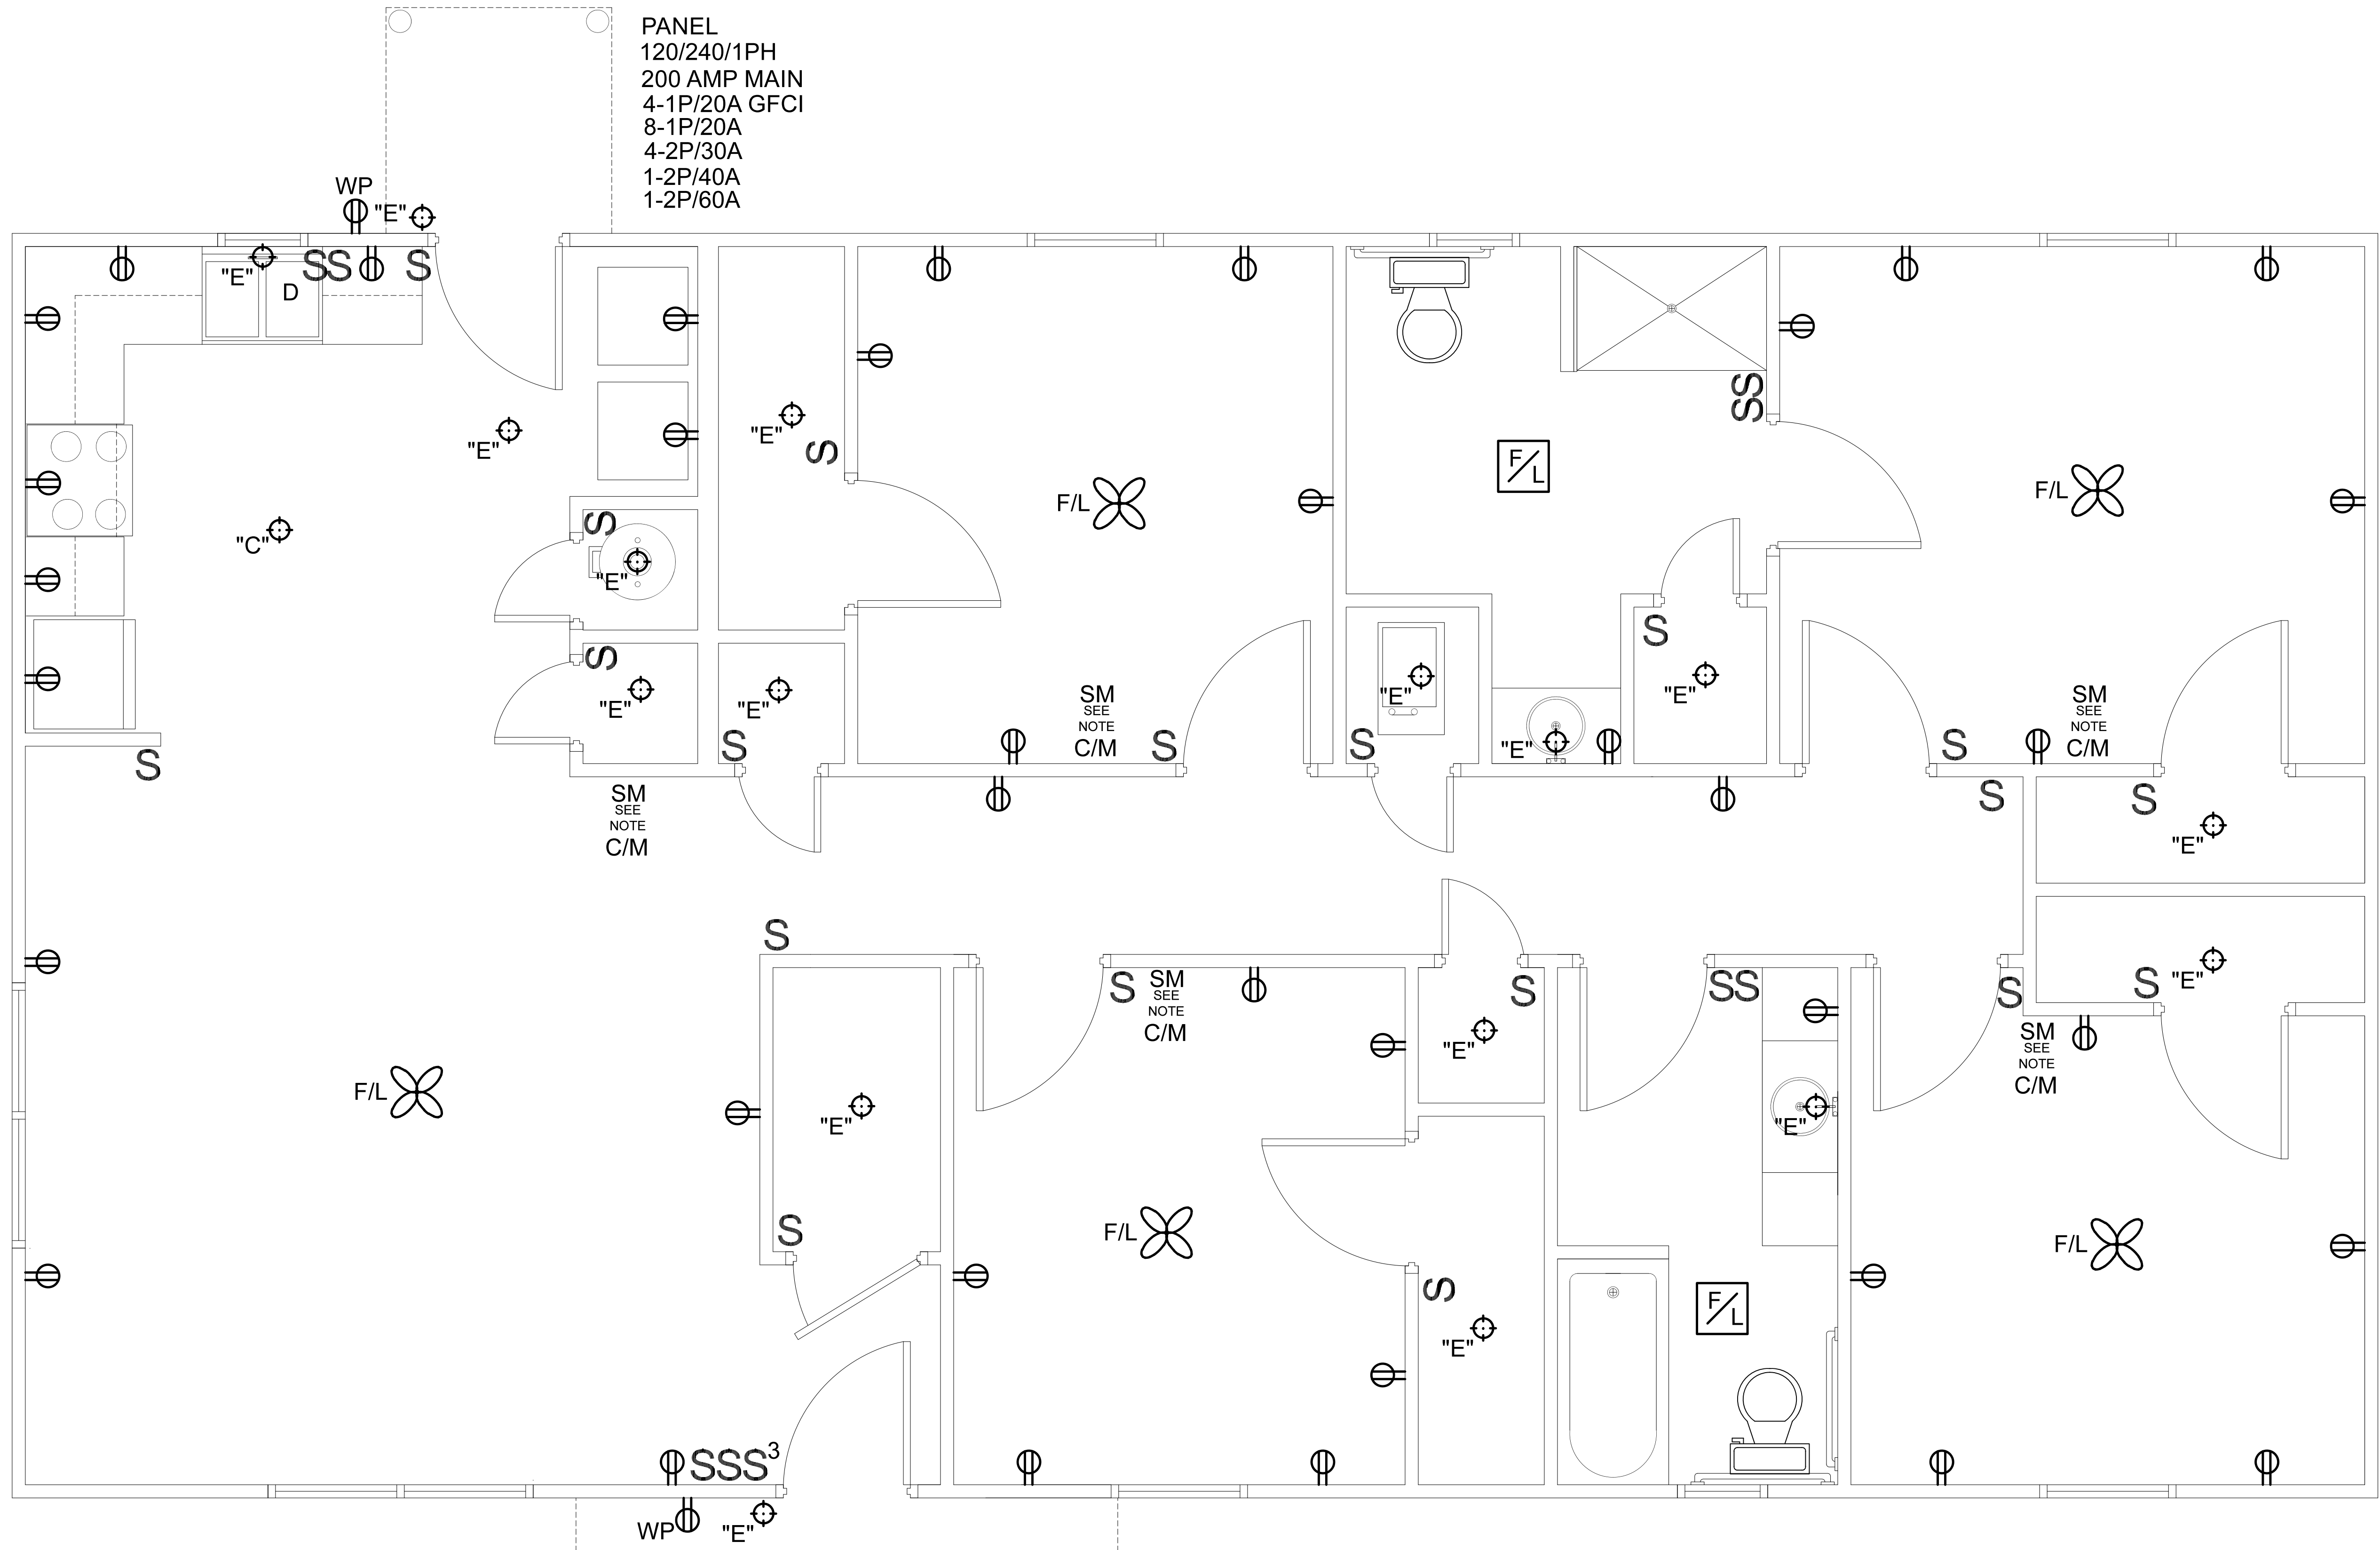 PANEL
120/240/1PH
200 AMP MAIN
4-1P/20A GFCI
8-1P/20A
4-2P/30A
1-2P/40A
1-2P/60A
WP
"E"
"E"
SS
S
D
SS
"E"
"E"
S
F/L
F/L
F/L
"C"
S
"E"
S
S
"E"
"E"
"E"
"E"
S
SM
SEE
NOTE
C/M
SM
SEE
NOTE
C/M
S
S
S
"E"
S
S
SM
SEE
NOTE
C/M
S
S
"E"
S
S
SM
SEE
NOTE
C/M
S
SS
S
S
"E"
SM
SEE
NOTE
C/M
"E"
F/L
"E"
"E"
S
F/L
F/L
S
F/L
"E"
SSS3
WP
"E"